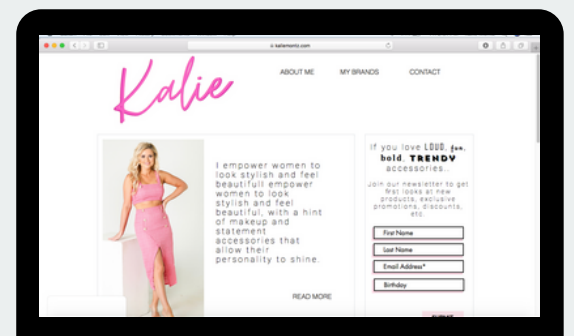 kaliemontz.com
Kalie
ABOUT ME
MY BRANDS
CONTACT
I empower women to
look stylish and feel
beautifull empower
women to look
stylish and feel
beautiful, with a hint
of makeup and
statement
accessories that
allow their
personality to shine.
READ MORE
If you love LOUD, fun,
bold, TRENDY
accessories...
Join our newsletter to get
first looks at new
products, exclusive
promotions, discounts,
etc.
First Name
Last Name
Email Address*
Birthday